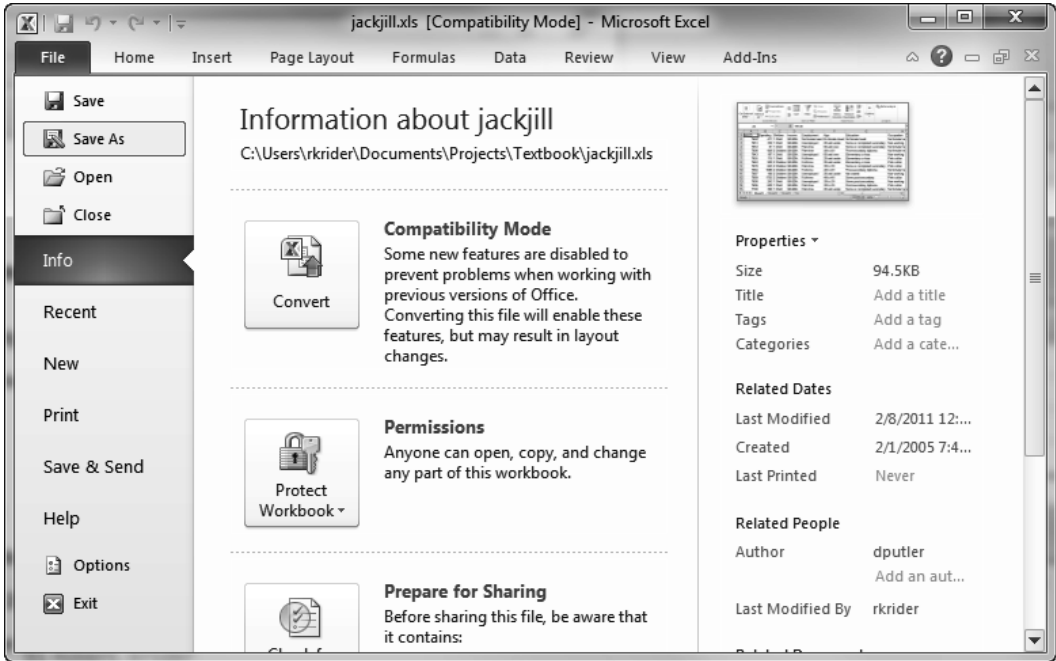 jackjill.xls [Compatibility Mode] - Microsoft Excel
File Home Insert Page Layout Formulas Data Review View Add-Ins
Save
Save As
Open
Close
Info
Recent
New
Print
Save & Send
Help
Options
Exit
Information about jackjill
C:\Users\rkrider\Documents\Projects\Textbook\jackjill.xls
Convert
Compatibility Mode
Some new features are disabled to
prevent problems when working with
previous versions of Office.
Converting this file will enable these
features, but may result in layout
changes.
Protect
Workbook
Permissions
Anyone can open, copy, and change
any part of this workbook.
Prepare for Sharing
Before sharing this file, be aware that
it contains:
Properties
Size 94.5KB
Title Add a title
Tags Add a tag
Categories Add a cate...
Related Dates
Last Modified 2/8/2011 12:...
Created 2/1/2005 7:4...
Last Printed Never
Related People
Author dputler
Add an aut...
Last Modified By rkrider